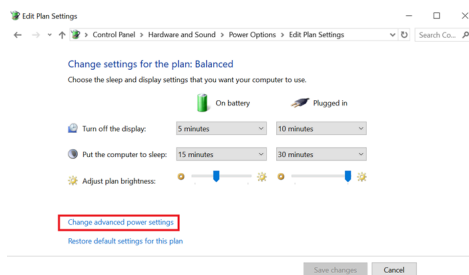 Edit Plan Settings
Control Panel > Hardware and Sound > Power Options > Edit Plan Settings
Search Co...
Change settings for the plan: Balanced
Choose the sleep and display settings that you want your computer to use.
On battery
Plugged in
Turn off the display:
5 minutes
10 minutes
Put the computer to sleep:
15 minutes
30 minutes
Adjust plan brightness:
Change advanced power settings
Restore default settings for this plan
Save changes
Cancel